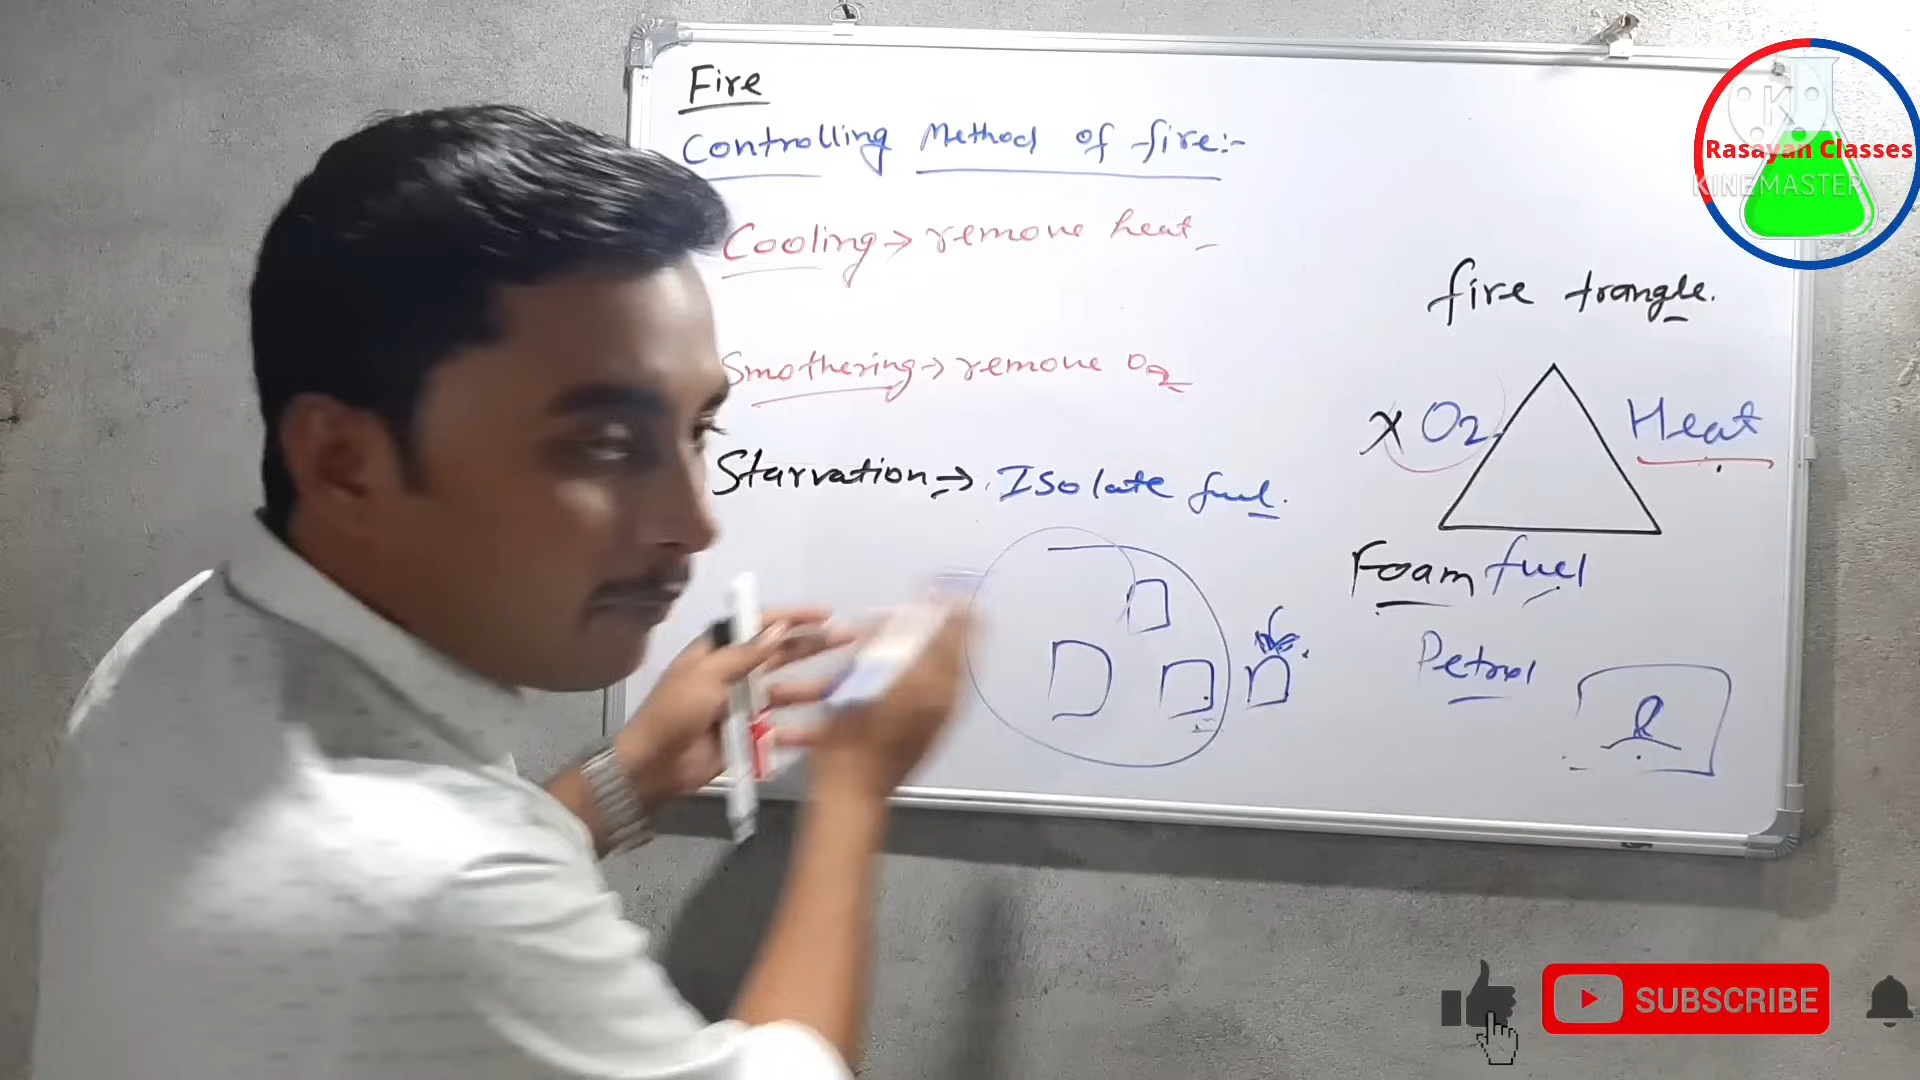 Fire
Controlling Method of fire:-
Cooling → remove heat
Smothering → remove O2
Starvation → Isolate fuel.
fire trangle.
x O2
Heat
Foam fuel
Petrol
Rasayan Classes
KINEMASTER
SUBSCRIBE